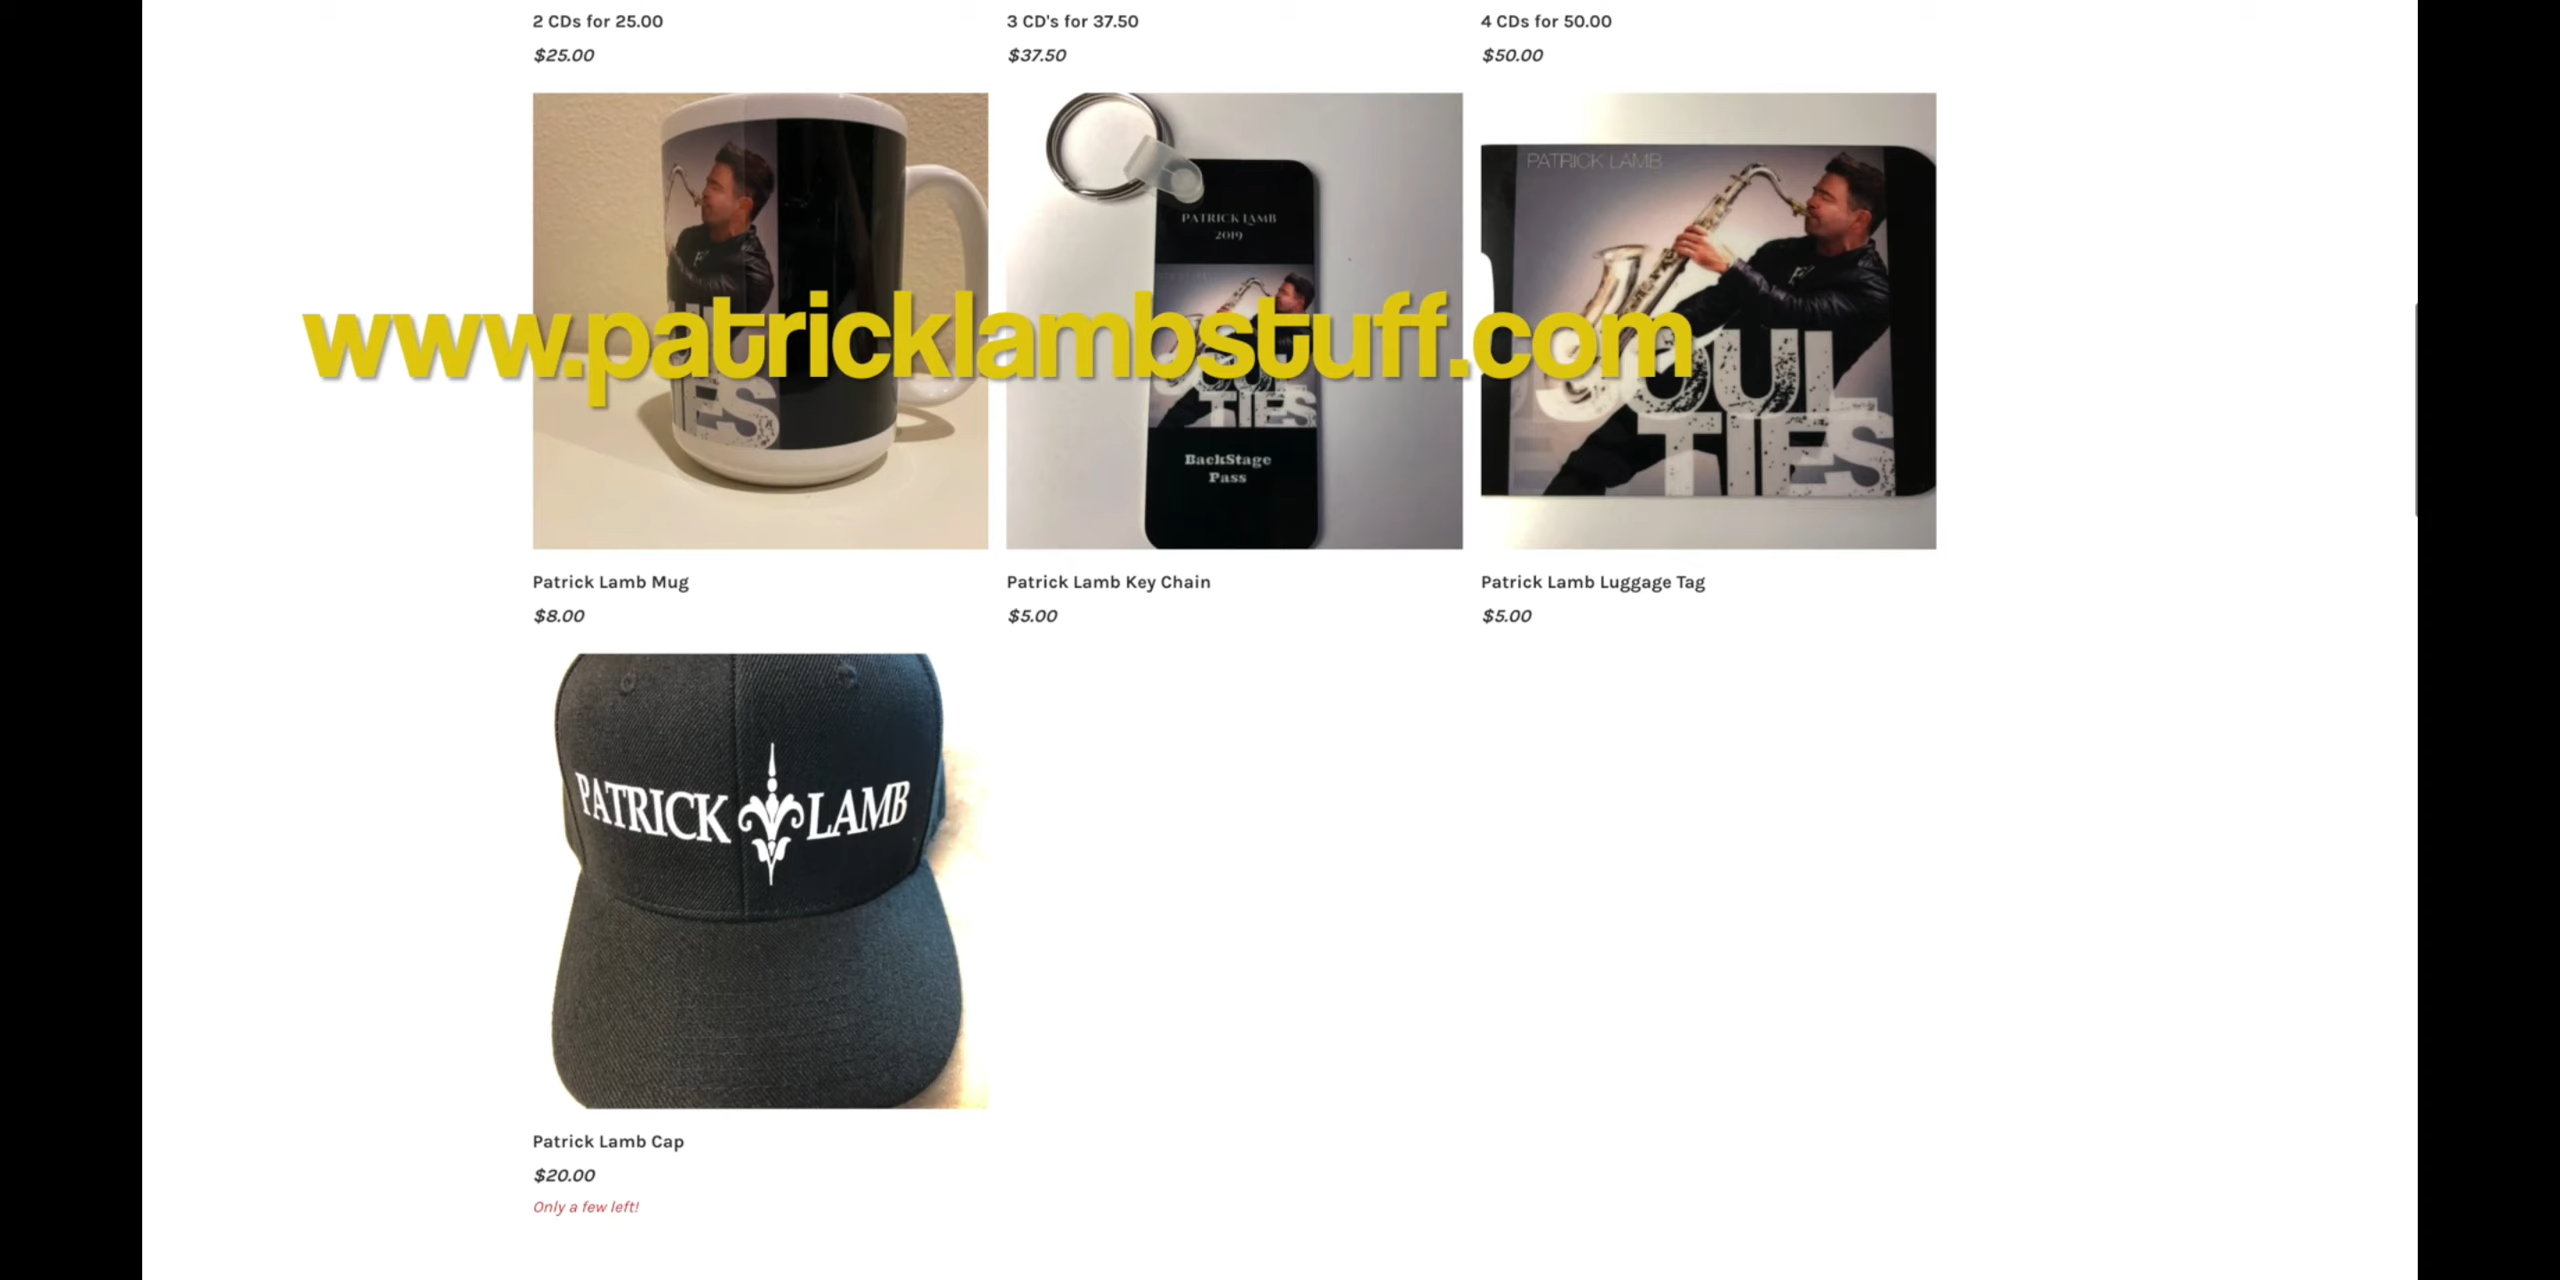 2 CDs for 25.00
$25.00
3 CD's for 37.50
$37.50
4 CDs for 50.00
$50.00
www.patricklambstuff.com
TIES
PATRICK LAMB
2019
SOUL
TIES
BackStage
Pass
PATRICK LAMB
SOUL
TIES
Patrick Lamb Mug
$8.00
Patrick Lamb Key Chain
$5.00
Patrick Lamb Luggage Tag
$5.00
PATRICK LAMB
Patrick Lamb Cap
$20.00
Only a few left!